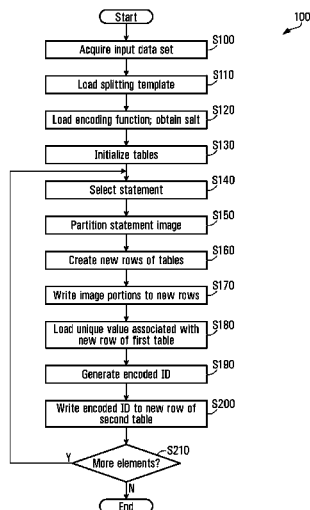 Start
100
Acquire input data set
S100
Load splitting template
S110
Load encoding function; obtain salt
S120
Initialize tables
S130
Select statement
S140
Partition statement image
S150
Create new rows of tables
S160
Write image portions to new rows
S170
Load unique value associated with
new row of first table
S180
Generate encoded ID
S190
Write encoded ID to new row of
second table
S200
More elements?
S210
Y
N
End